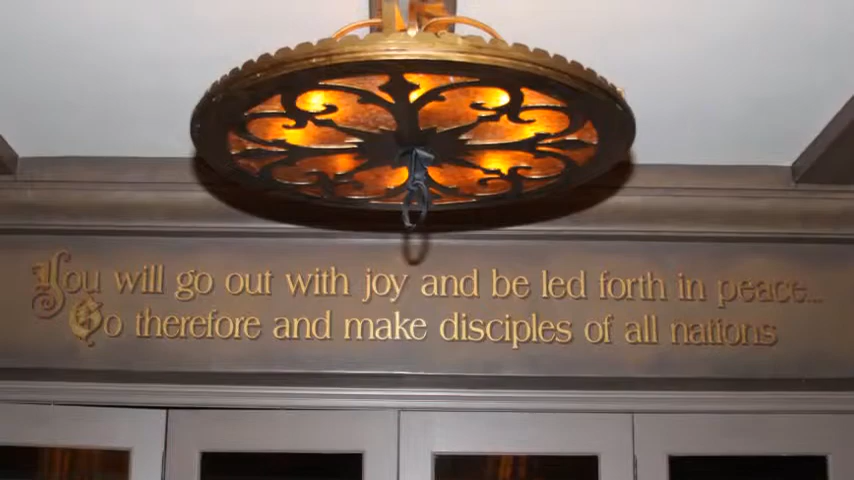 You will go out with joy and be led forth in peace...
Go therefore and make disciples of all nations